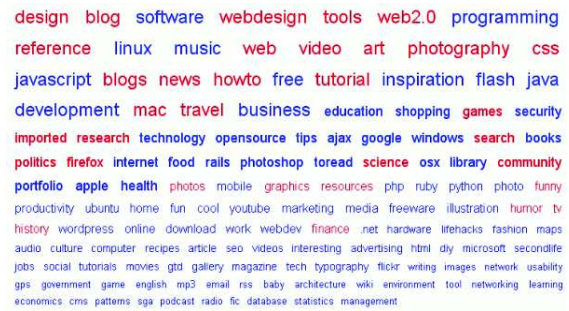 design blog software webdesign tools web2.0 programming
reference linux music web video art photography css
javascript blogs news howto free tutorial inspiration flash java
development mac travel business education shopping games security
imported research technology opensource tips ajax google windows search books
politics firefox internet food rails photoshop toread science osx library community
portfolio apple health photos mobile graphics resources php ruby python photo funny
productivity ubuntu home fun cool youtube marketing media freeware illustration humor tv
history wordpress online download work webdev finance .net hardware lifehacks fashion maps
audio culture computer recipes article seo videos interesting advertising html diy microsoft secondlife
jobs social tutorials movies gtd gallery magazine tech typography flickr writing images network usability
gps government game english mp3 email rss baby architecture wiki environment tool networking learning
economics cms patterns sga podcast radio fic database statistics management